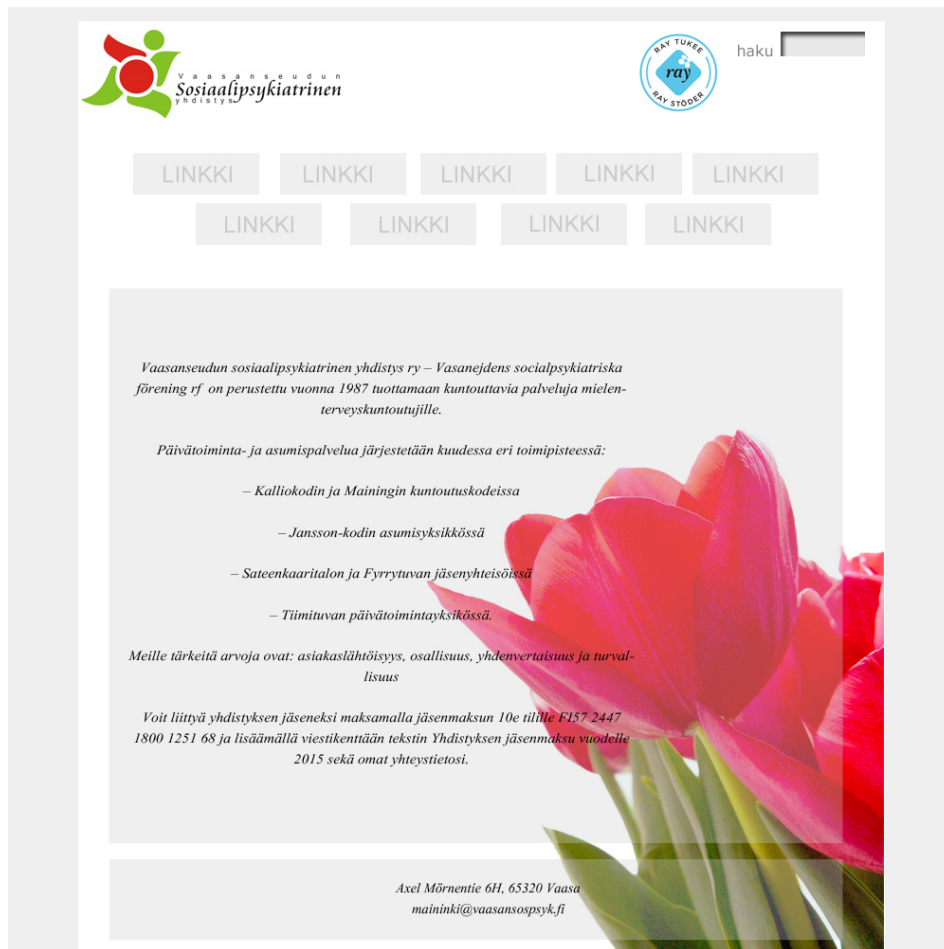 Vaasanseudun
Sosiaalipsykiatrinen
yhdistys
RAY TUKEE
ray
RAY STÖDER
haku
LINKKI LINKKI LINKKI LINKKI LINKKI
LINKKI LINKKI LINKKI LINKKI
Vaasanseudun sosiaalipsykiatrinen yhdistys ry – Vasanejdens socialpsykiatriska
förening rf on perustettu vuonna 1987 tuottamaan kuntouttavia palveluja mielen-
terveyskuntoutujille.
Päivätoiminta- ja asumispalvelua järjestetään kuudessa eri toimipisteessä:
– Kalliokodin ja Mainingin kuntoutuskodeissa
– Jansson-kodin asumisyksikkössä
– Sateenkaaritalon ja Fyrrytuvan jäsenyhteisöissä
– Tiimituvan päivätoimintayksikössä.
Meille tärkeitä arvoja ovat: asiakaslähtöisyys, osallisuus, yhdenvertaisuus ja turval-
lisuus
Voit liittyä yhdistyksen jäseneksi maksamalla jäsenmaksun 10e tilille FI57 2447
1800 1251 68 ja lisäämällä viestikenttään tekstin Yhdistyksen jäsenmaksu vuodelle
2015 sekä omat yhteystietosi.
Axel Mörnentie 6H, 65320 Vaasa
maininki@vaasansospsyk.fi